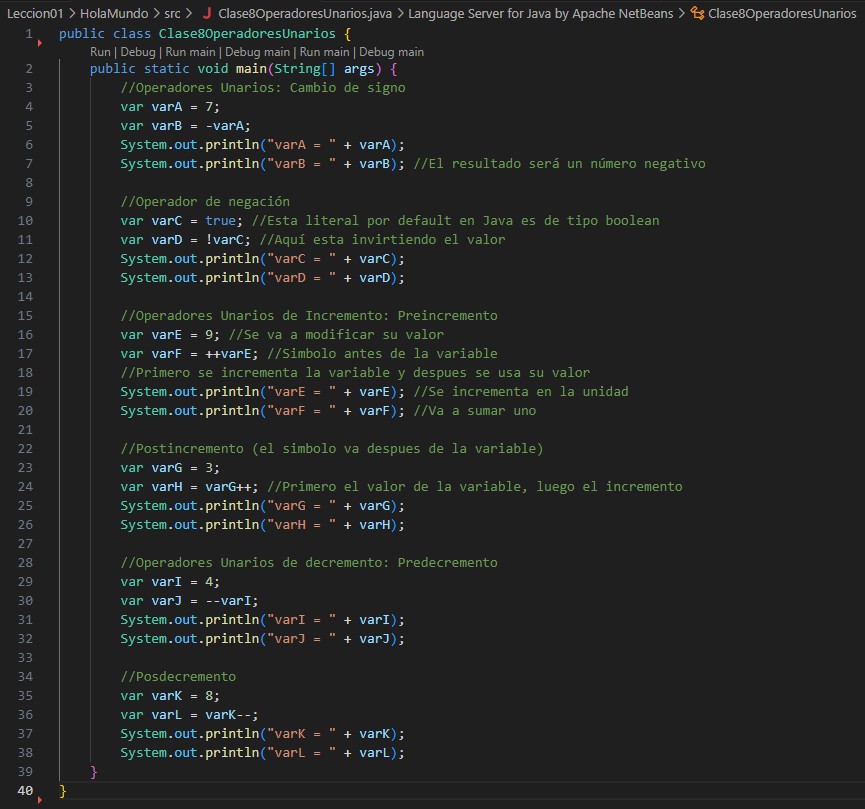 Leccion01 > HolaMundo > src > J Clase8OperadoresUnarios.java > Language Server for Java by Apache NetBeans > Clase8OperadoresUnarios
1 public class Clase8OperadoresUnarios {
Run | Debug | Run main | Debug main | Run main | Debug main
2 public static void main(String[] args) {
3 //Operadores Unarios: Cambio de signo
4 var varA = 7;
5 var varB = -varA;
6 System.out.println("varA = " + varA);
7 System.out.println("varB = " + varB); //El resultado será un número negativo
8
9 //Operador de negación
10 var varC = true; //Esta literal por default en Java es de tipo boolean
11 var varD = !varC; //Aquí esta invirtiendo el valor
12 System.out.println("varC = " + varC);
13 System.out.println("varD = " + varD);
14
15 //Operadores Unarios de Incremento: Preincremento
16 var varE = 9; //Se va a modificar su valor
17 var varF = ++varE; //Simbolo antes de la variable
18 //Primero se incrementa la variable y despues se usa su valor
19 System.out.println("varE = " + varE); //Se incrementa en la unidad
20 System.out.println("varF = " + varF); //Va a sumar uno
21
22 //Postincremento (el simbolo va despues de la variable)
23 var varG = 3;
24 var varH = varG++; //Primero el valor de la variable, luego el incremento
25 System.out.println("varG = " + varG);
26 System.out.println("varH = " + varH);
27
28 //Operadores Unarios de decremento: Predecremento
29 var varI = 4;
30 var varJ = --varI;
31 System.out.println("varI = " + varI);
32 System.out.println("varJ = " + varJ);
33
34 //Posdecremento
35 var varK = 8;
36 var varL = varK--;
37 System.out.println("varK = " + varK);
38 System.out.println("varL = " + varL);
39 }
40 }